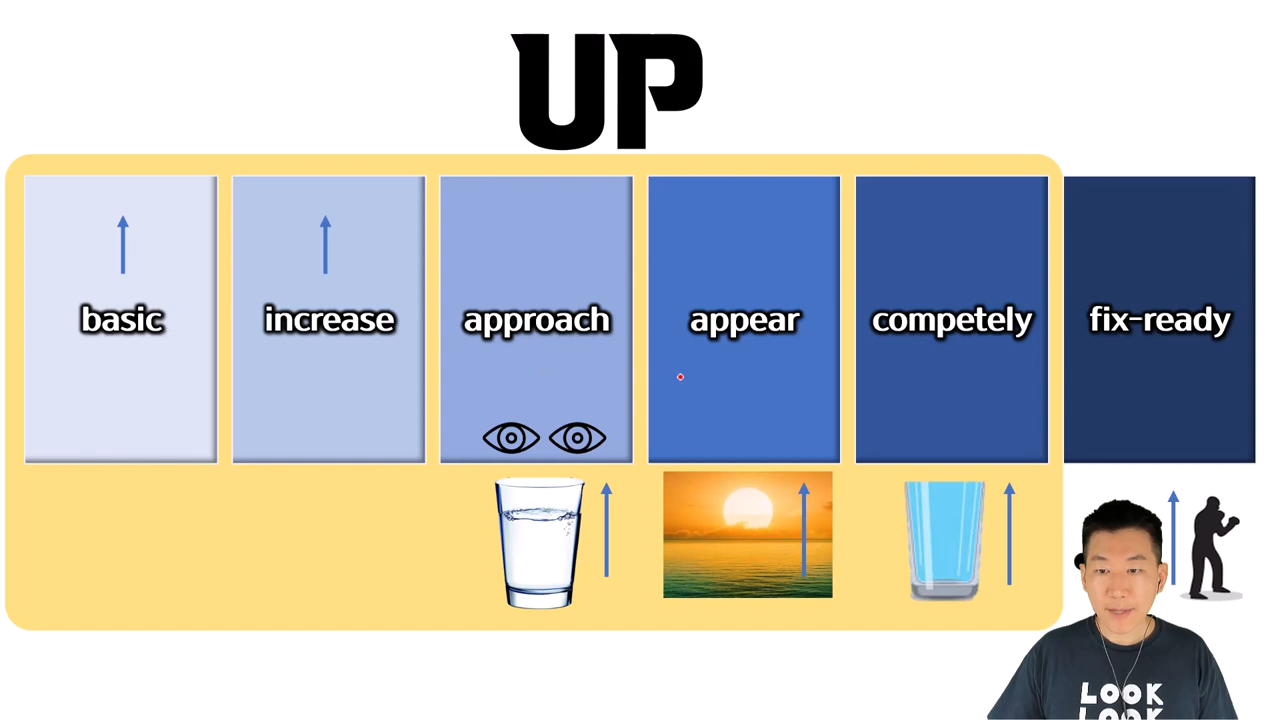 UP
basic
increase
approach
appear
competely
fix-ready
LOOK
LOOK